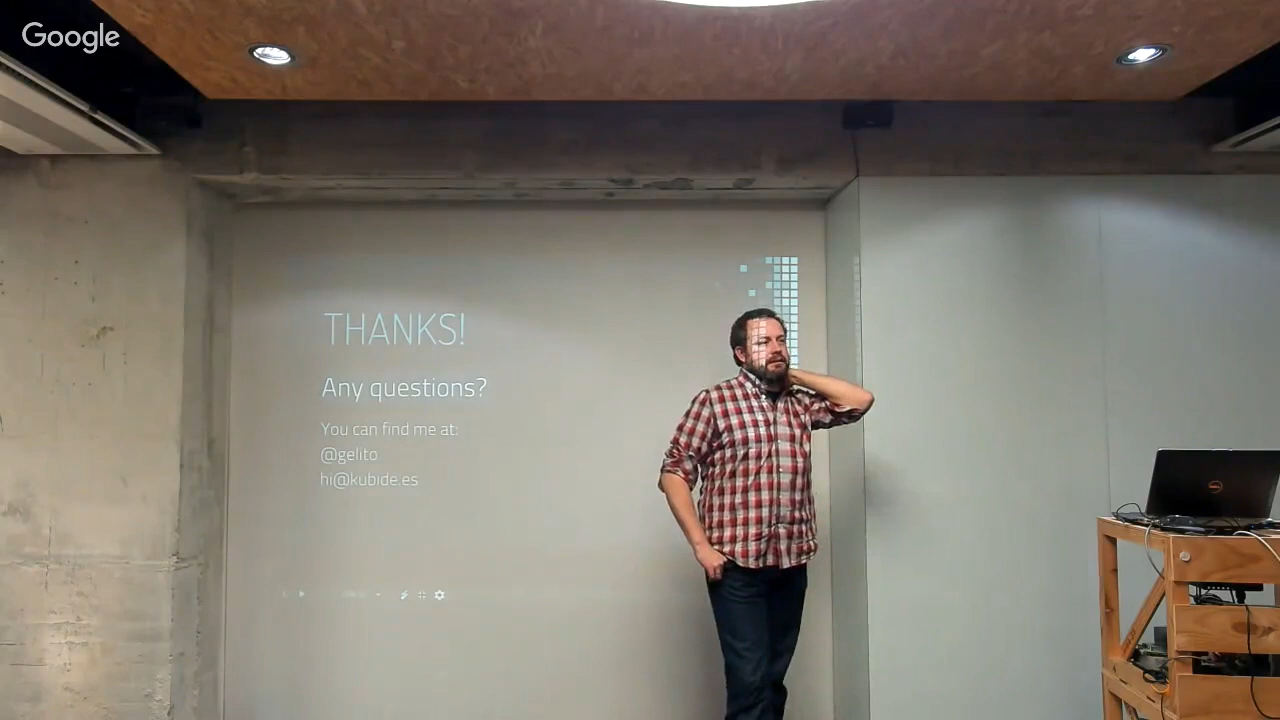 Google
THANKS!
Any questions?
You can find me at:
@gelito
hi@kubide.es